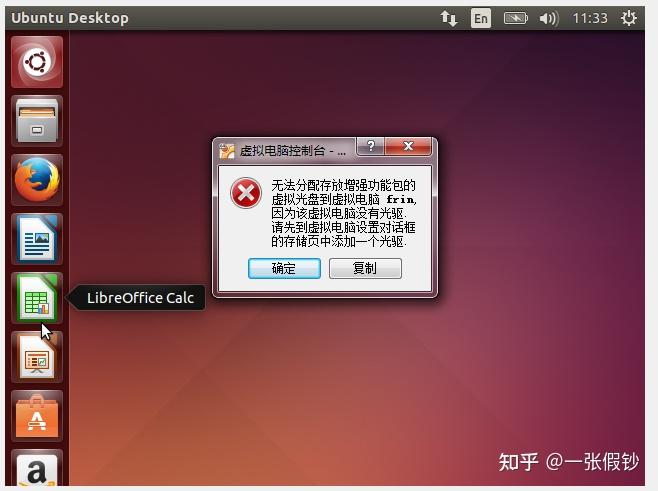 Ubuntu Desktop
En
11:33
虚拟电脑控制台 - ...
?
无法分配存放增强功能包的
虚拟光盘到虚拟电脑 frin,
因为该虚拟电脑没有光驱.
请先到虚拟电脑设置对话框
的存储页中添加一个光驱.
确定
复制
LibreOffice Calc
A
a
知乎 @一张假钞